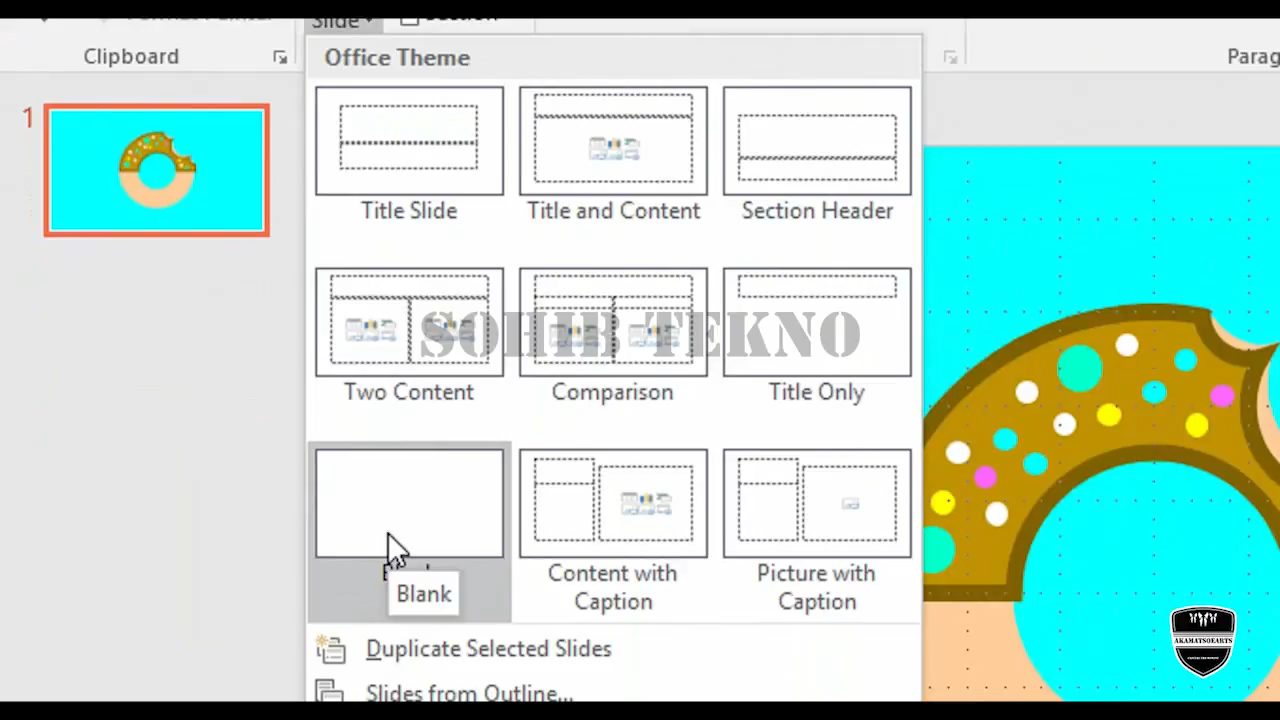 Slide
Section
Clipboard
Parag
Office Theme
1
Title Slide
Title and Content
Section Header
SOHIB TEKNO
Two Content
Comparison
Title Only
Blank
Content with
Caption
Picture with
Caption
Duplicate Selected Slides
Slides from Outline...
AKAMATSOEARTS